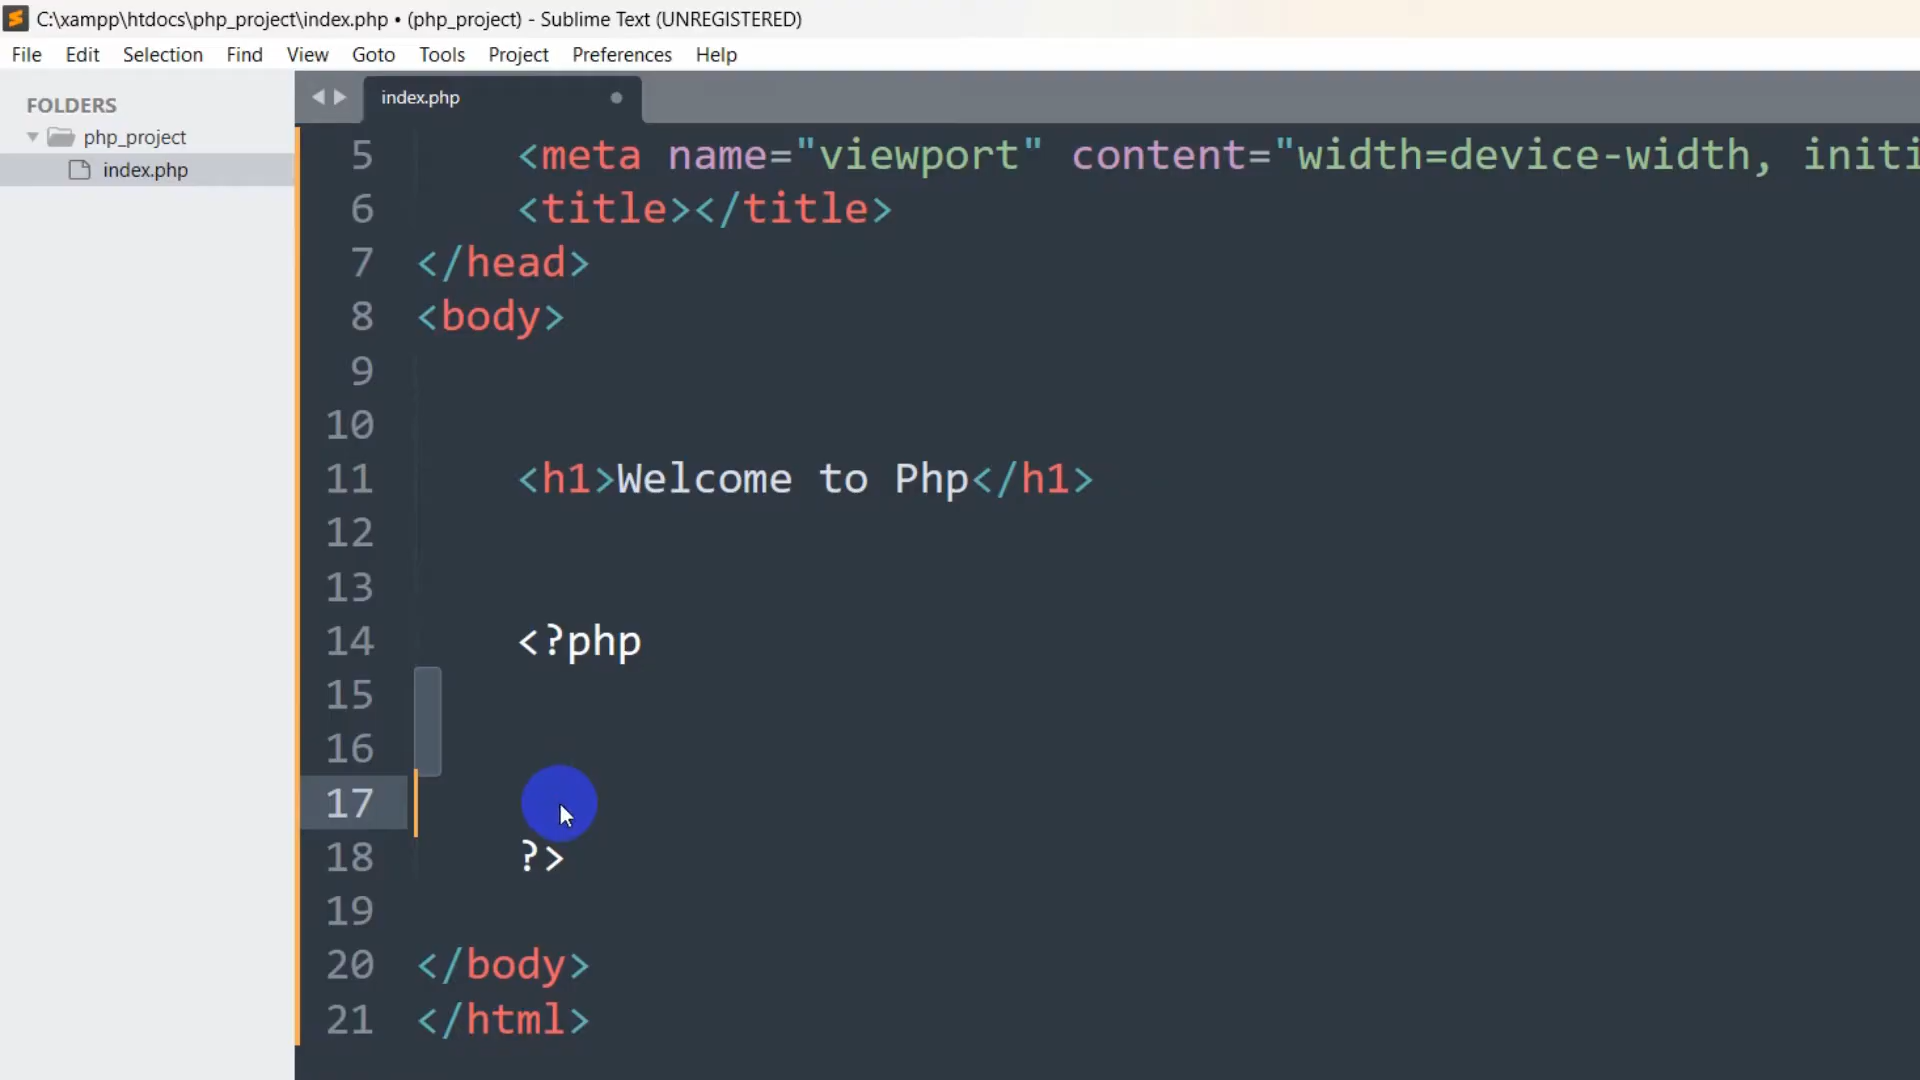 C:\xampp\htdocs\php_project\index.php • (php_project) - Sublime Text (UNREGISTERED)
File Edit Selection Find View Goto Tools Project Preferences Help
FOLDERS
php_project
index.php
index.php
5 <meta name="viewport" content="width=device-width, initi
6 <title></title>
7 </head>
8 <body>
9
10
11 <h1>Welcome to Php</h1>
12
13
14 <?php
15
16
17
18 ?>
19
20 </body>
21 </html>